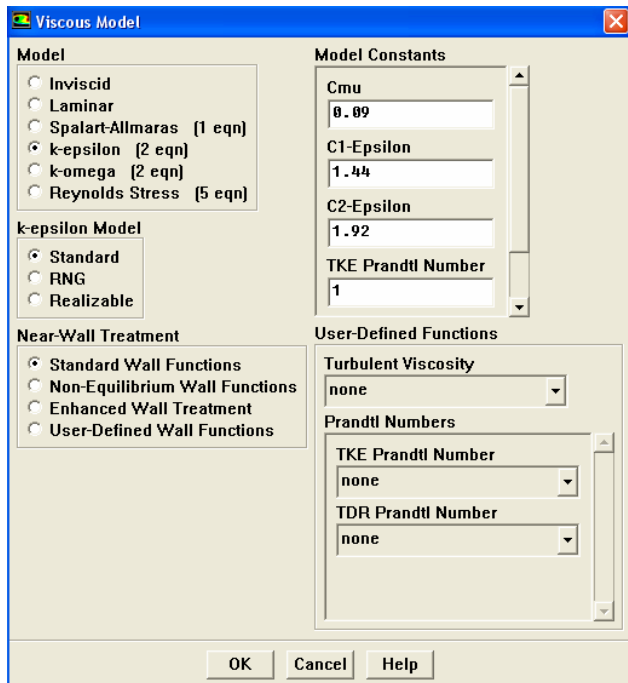 Viscous Model
Model
Inviscid
Laminar
Spalart-Allmaras (1 eqn)
k-epsilon (2 eqn)
k-omega (2 eqn)
Reynolds Stress (5 eqn)
k-epsilon Model
Standard
RNG
Realizable
Near-Wall Treatment
Standard Wall Functions
Non-Equilibrium Wall Functions
Enhanced Wall Treatment
User-Defined Wall Functions
Model Constants
Cmu
0.09
C1-Epsilon
1.44
C2-Epsilon
1.92
TKE Prandtl Number
1
User-Defined Functions
Turbulent Viscosity
none
Prandtl Numbers
TKE Prandtl Number
none
TDR Prandtl Number
none
OK Cancel Help